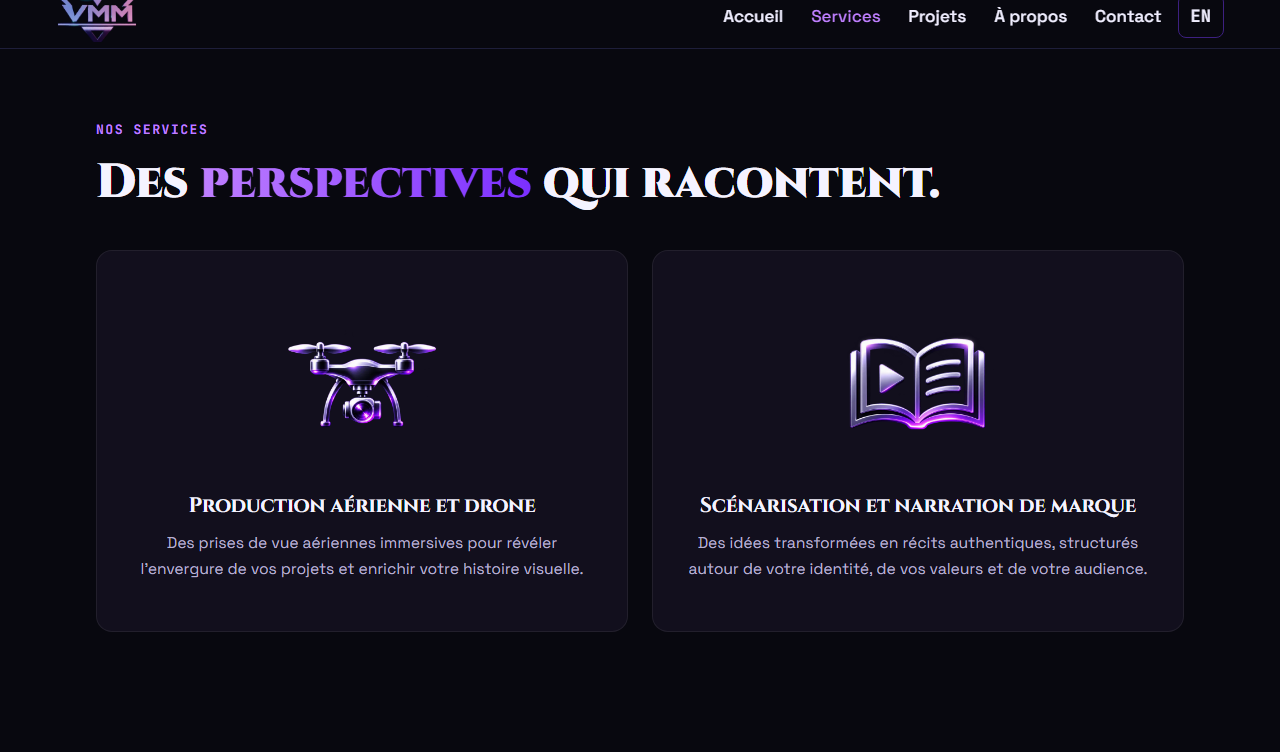 VMM
Accueil Services Projets À propos Contact EN
NOS SERVICES
Des perspectives qui racontent.
Production aérienne et drone
Des prises de vue aériennes immersives pour révéler
l'envergure de vos projets et enrichir votre histoire visuelle.
Scénarisation et narration de marque
Des idées transformées en récits authentiques, structurés
autour de votre identité, de vos valeurs et de votre audience.